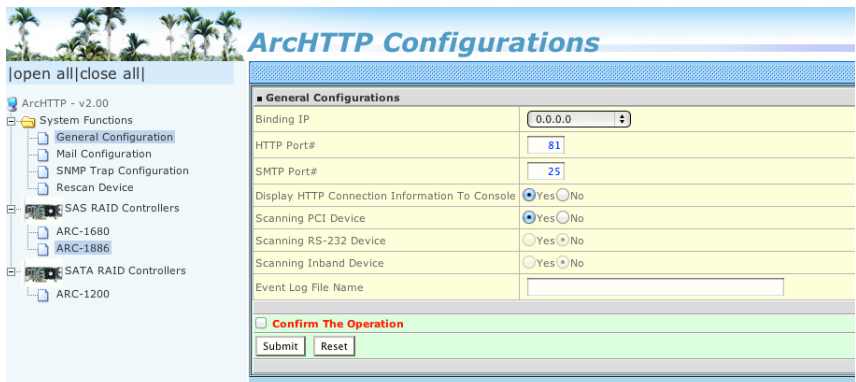 ArcHTTP Configurations
|open all|close all|
ArcHTTP - v2.00
System Functions
General Configuration
Mail Configuration
SNMP Trap Configuration
Rescan Device
SAS RAID Controllers
ARC-1680
ARC-1886
SATA RAID Controllers
ARC-1200
General Configurations
Binding IP 0.0.0.0
HTTP Port# 81
SMTP Port# 25
Display HTTP Connection Information To Console Yes No
Scanning PCI Device Yes No
Scanning RS-232 Device Yes No
Scanning Inband Device Yes No
Event Log File Name
Confirm The Operation
Submit Reset